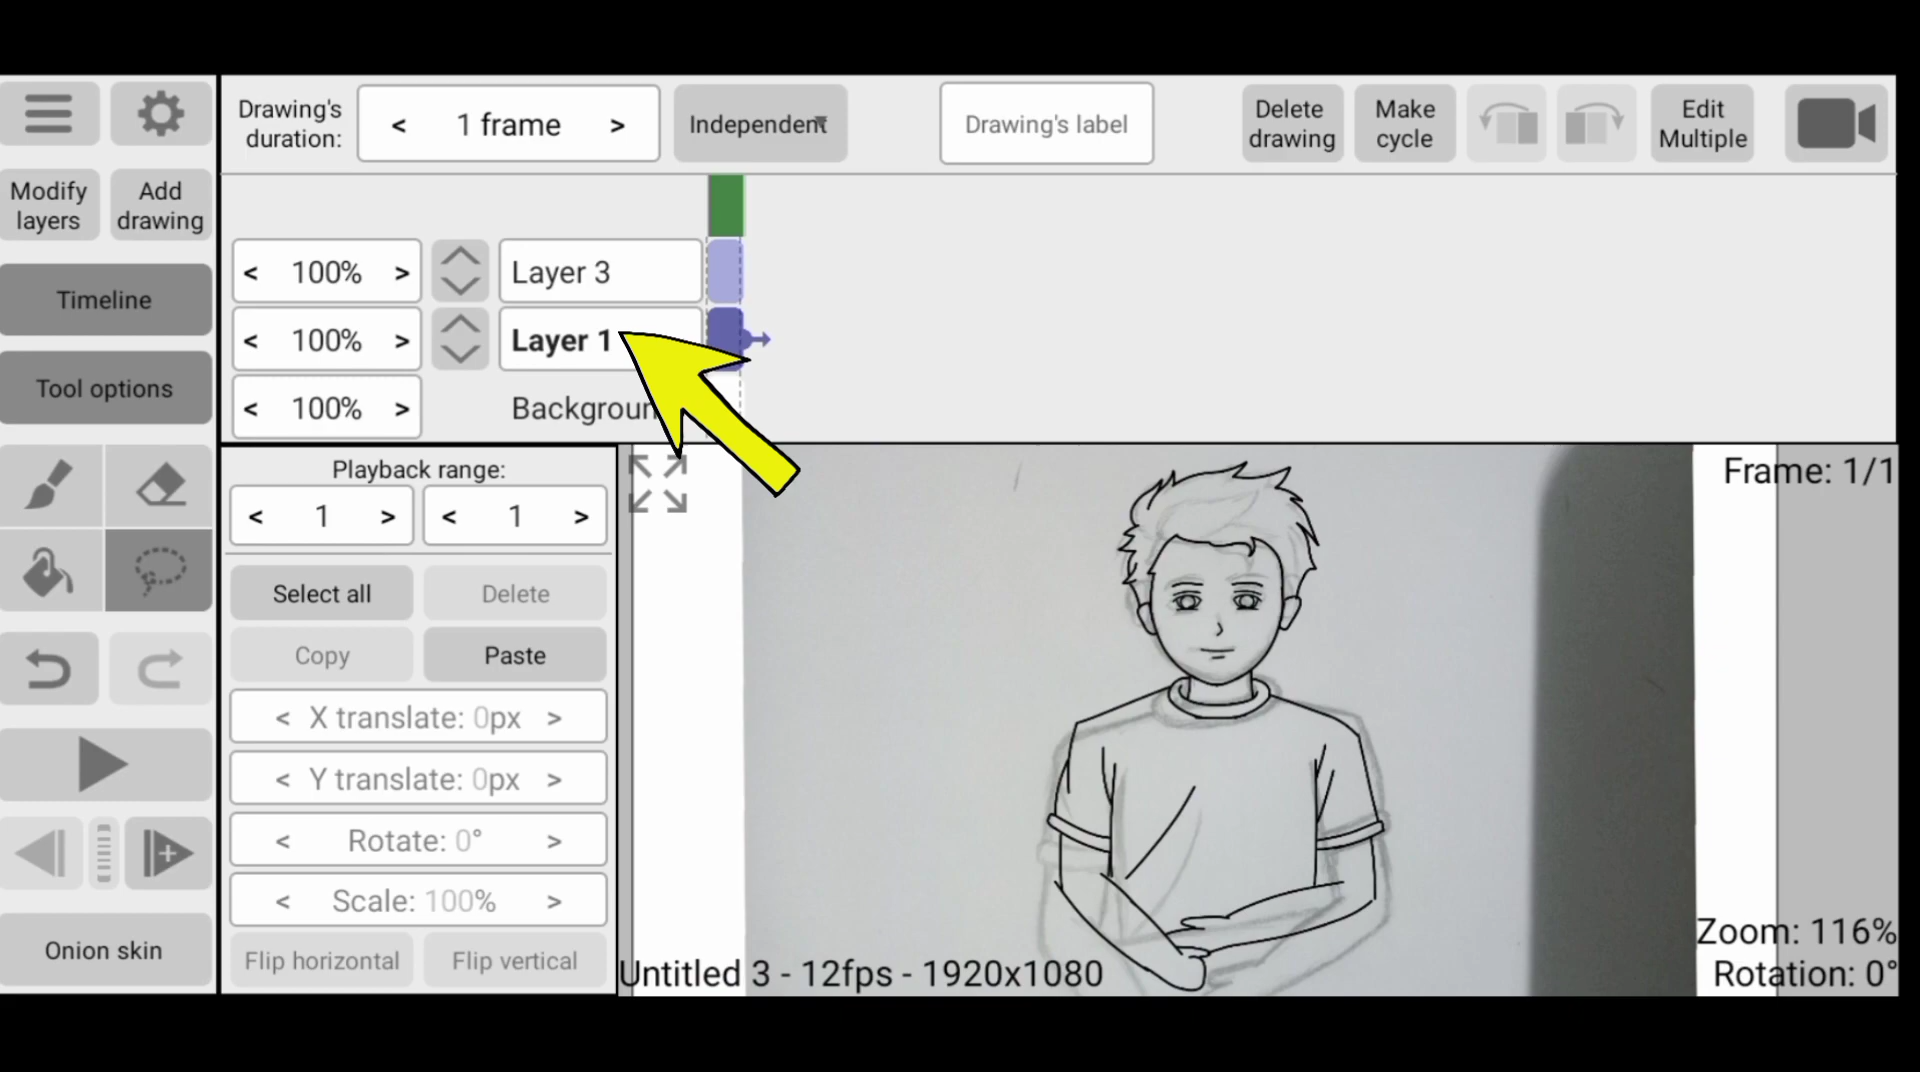 Drawing's
duration:
< 1 frame >
Independent
Drawing's label
Delete
drawing
Make
cycle
Edit
Multiple
Modify
layers
Add
drawing
< 100% >
Layer 3
Timeline
< 100% >
Layer 1
Tool options
< 100% >
Playback range:
< 1 >
< 1 >
Frame: 1/1
Select all
Delete
Copy
Paste
< X translate: 0px >
< Y translate: 0px >
< Rotate: 0° >
< Scale: 100% >
Onion skin
Flip horizontal
Flip vertical
Untitled 3 - 12fps - 1920x1080
Zoom: 116%
Rotation: 0°